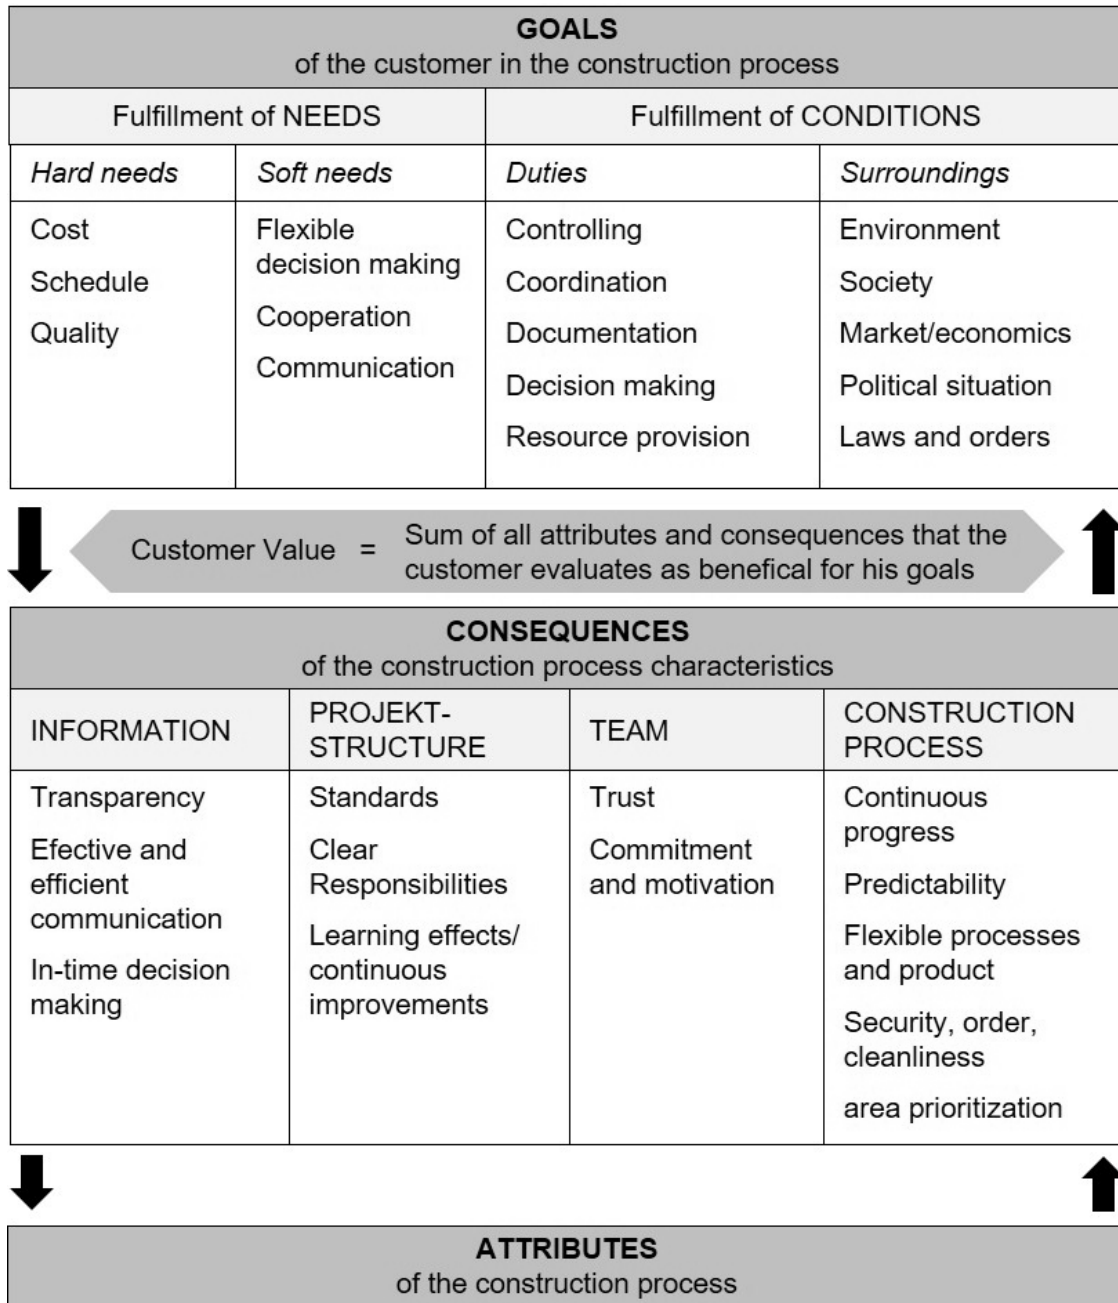 GOALS
of the customer in the construction process
Fulfillment of NEEDS
Fulfillment of CONDITIONS
Hard needs
Soft needs
Duties
Surroundings
Cost
Schedule
Quality
Flexible
decision making
Cooperation
Communication
Controlling
Coordination
Documentation
Decision making
Resource provision
Environment
Society
Market/economics
Political situation
Laws and orders
Customer Value =
Sum of all attributes and consequences that the
customer evaluates as benefical for his goals
CONSEQUENCES
of the construction process characteristics
INFORMATION
PROJEKT-
STRUCTURE
TEAM
CONSTRUCTION
PROCESS
Transparency
Efective and
efficient
communication
In-time decision
making
Standards
Clear
Responsibilities
Learning effects/
continuous
improvements
Trust
Commitment
and motivation
Continuous
progress
Predictability
Flexible processes
and product
Security, order,
cleanliness
area prioritization
ATTRIBUTES
of the construction process